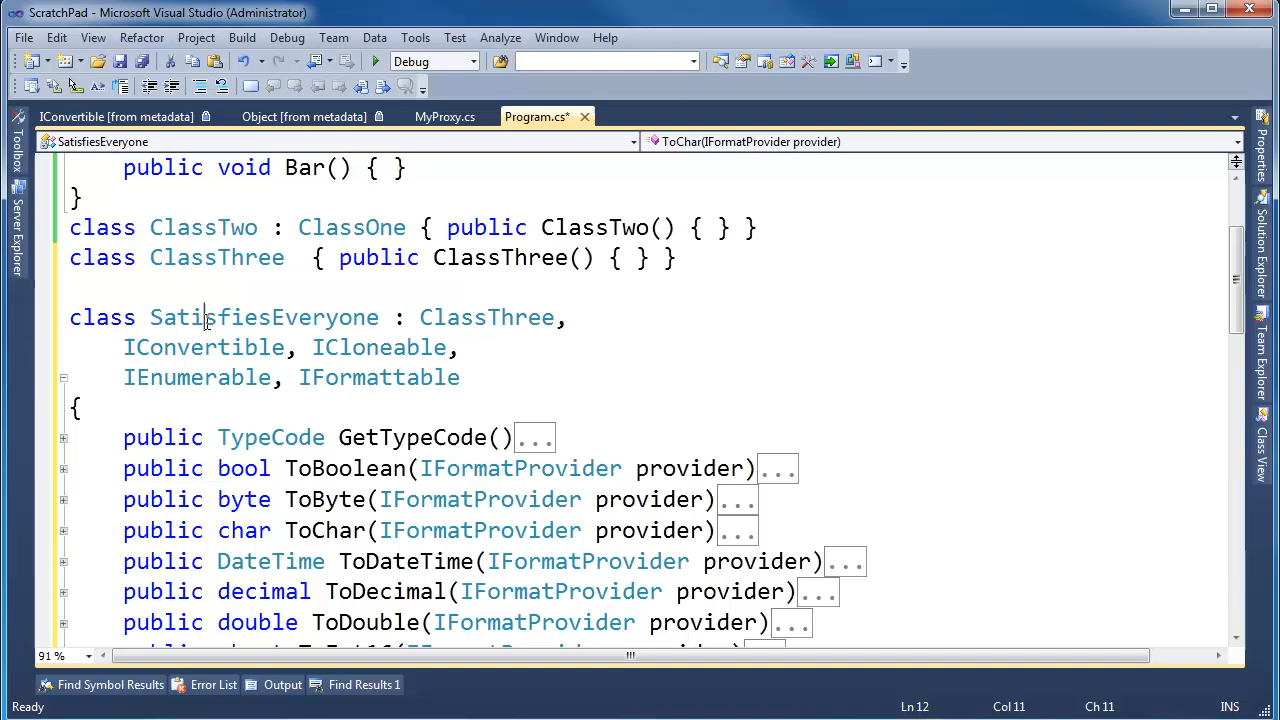 ScratchPad - Microsoft Visual Studio (Administrator)
File Edit View Refactor Project Build Debug Team Data Tools Test Analyze Window Help
Debug
IConvertible [from metadata] Object [from metadata] MyProxy.cs Program.cs*
SatisfiesEveryone ToChar(IFormatProvider provider)
Toolbox
Server Explorer
public void Bar() { }
}
class ClassTwo : ClassOne { public ClassTwo() { } }
class ClassThree { public ClassThree() { } }
class SatisfiesEveryone : ClassThree,
IConvertible, ICloneable,
IEnumerable, IFormattable
{
public TypeCode GetTypeCode()...
public bool ToBoolean(IFormatProvider provider)...
public byte ToByte(IFormatProvider provider)...
public char ToChar(IFormatProvider provider)...
public DateTime ToDateTime(IFormatProvider provider)...
public decimal ToDecimal(IFormatProvider provider)...
public double ToDouble(IFormatProvider provider)...
Properties
Solution Explorer
Team Explorer
Class View
91 %
Find Symbol Results Error List Output Find Results 1
Ready Ln 12 Col 11 Ch 11 INS